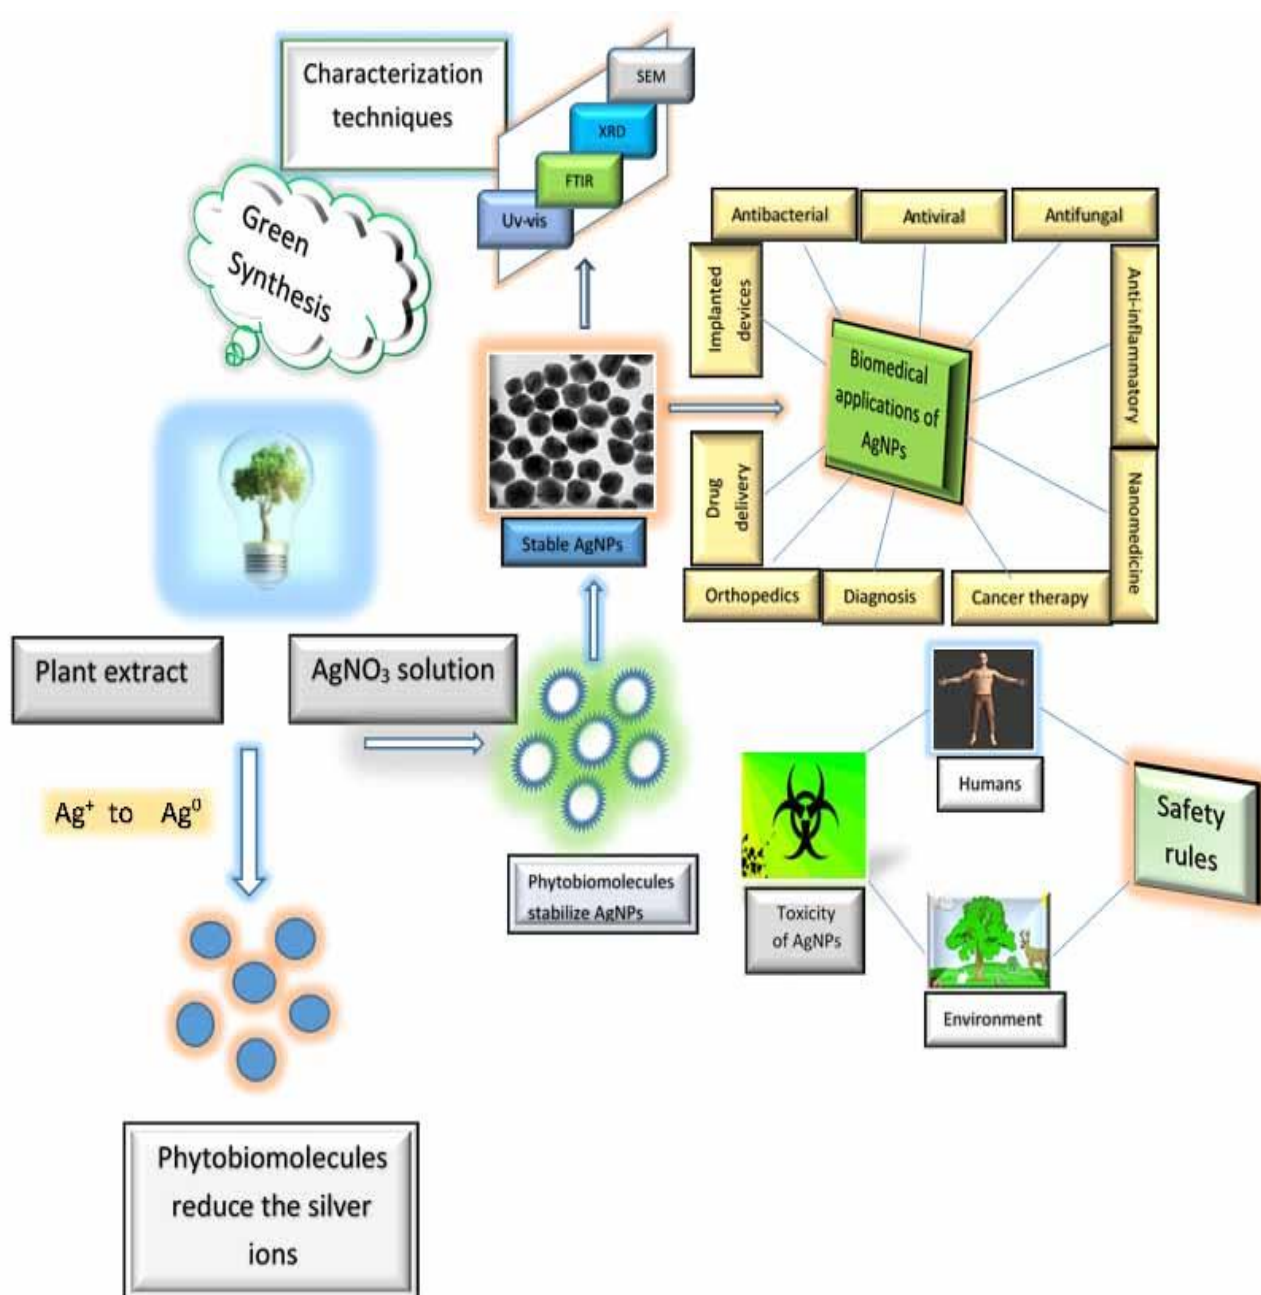 Characterization
techniques
SEM
XRD
FTIR
Uv-vis
Green
Synthesis
Antibacterial
Antiviral
Antifungal
Implanted
devices
Anti-inflammatory
Biomedical
applications of
AgNPs
Drug
delivery
Nanomedicine
Orthopedics
Diagnosis
Cancer therapy
Stable AgNPs
Plant extract
AgNO₃ solution
Ag⁺ to Ag⁰
Phytobiomolecules
stabilize AgNPs
Humans
Safety
rules
Toxicity
of AgNPs
Environment
Phytobiomolecules
reduce the silver
ions